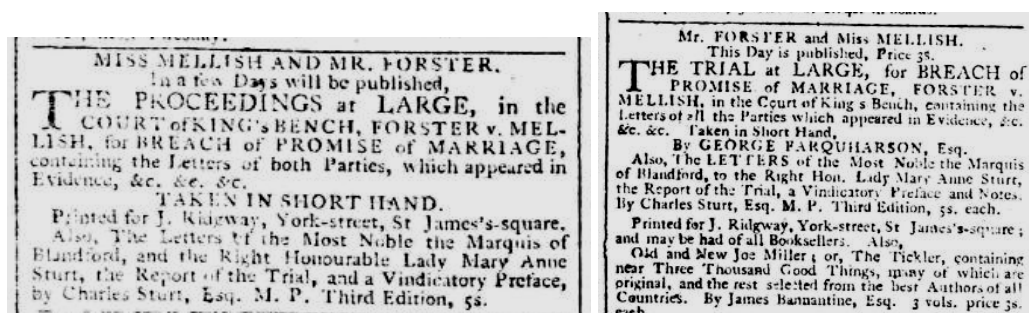 MISS MELLISH AND MR. FORSTER.
In a few Days will be published,
THE PROCEEDINGS at LARGE, in the
COURT of KING's BENCH, FORSTER v. MEL-
LISH, for BREACH of PROMISE of MARRIAGE,
containing the Letters of both Parties, which appeared in
Evidence, &c. &c. &c.
TAKEN IN SHORT HAND.
Printed for J. Ridgway, York-street, St James's-square.
Also, The Letters of the Most Noble the Marquis of
Blandford, and the Right Honourable Lady Mary Anne
Sturt, the Report of the Trial, and a Vindicatory Preface,
by Charles Sturt, Esq. M. P. Third Edition, 5s.
Mr. FORSTER and Miss MELLISH.
This Day is published, Price 3s.
THE TRIAL at LARGE, for BREACH of
PROMISE of MARRIAGE, FORSTER v.
MELLISH, in the Court of King s Bench, containing the
Letters of all the Parties which appeared in Evidence, &c.
&c. &c. Taken in Short Hand,
By GEORGE FARQUHARSON, Esq.
Also, The LETTERS of the Most Noble the Marquis
of Blandford, to the Right Hon. Lady Mary Anne Sturt,
the Report of the Trial, a Vindicatory Preface and Notes.
By Charles Sturt, Esq. M. P. Third Edition, 5s. each.
Printed for J. Ridgway, York-street, St James's-square;
and may be had of all Booksellers. Also,
Old and New Joe Miller; or, The Tickler, containing
near Three Thousand Good Things, many of which are
original, and the rest selected from the best Authors of all
Countries. By James Bannantine, Esq. 3 vols. price 3s.
each